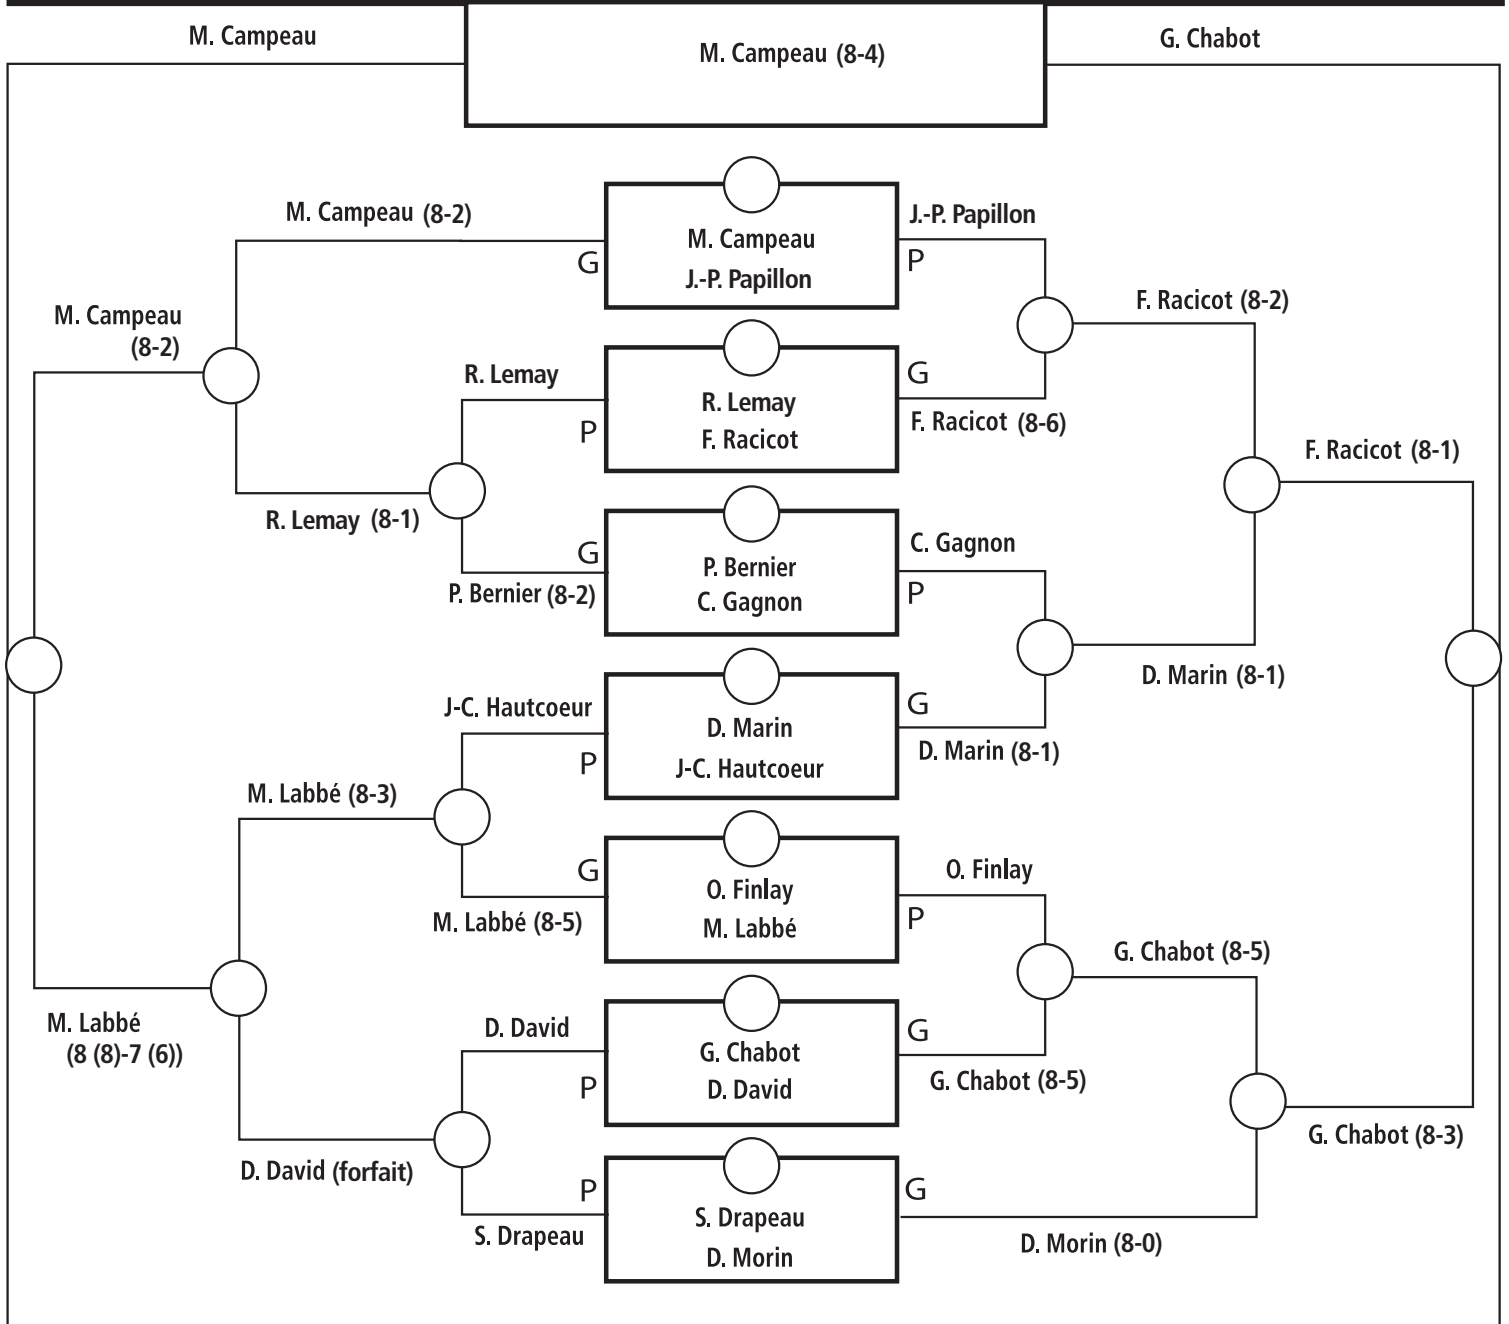 M. Campeau
M. Campeau (8-4)
G. Chabot
M. Campeau (8-2)
G
M. Campeau
J.-P. Papillon
J.-P. Papillon
P
F. Racicot (8-2)
M. Campeau
(8-2)
R. Lemay
P
R. Lemay
F. Racicot
G
F. Racicot (8-6)
F. Racicot (8-1)
R. Lemay (8-1)
G
P. Bernier (8-2)
P. Bernier
C. Gagnon
C. Gagnon
P
D. Marin (8-1)
J-C. Hautcoeur
P
D. Marin
J-C. Hautcoeur
G
D. Marin (8-1)
M. Labbé (8-3)
G
M. Labbé (8-5)
O. Finlay
M. Labbé
O. Finlay
P
G. Chabot (8-5)
M. Labbé
(8 (8)-7 (6))
D. David
P
G. Chabot
D. David
G
G. Chabot (8-5)
G. Chabot (8-3)
D. David (forfait)
P
S. Drapeau
S. Drapeau
D. Morin
G
D. Morin (8-0)